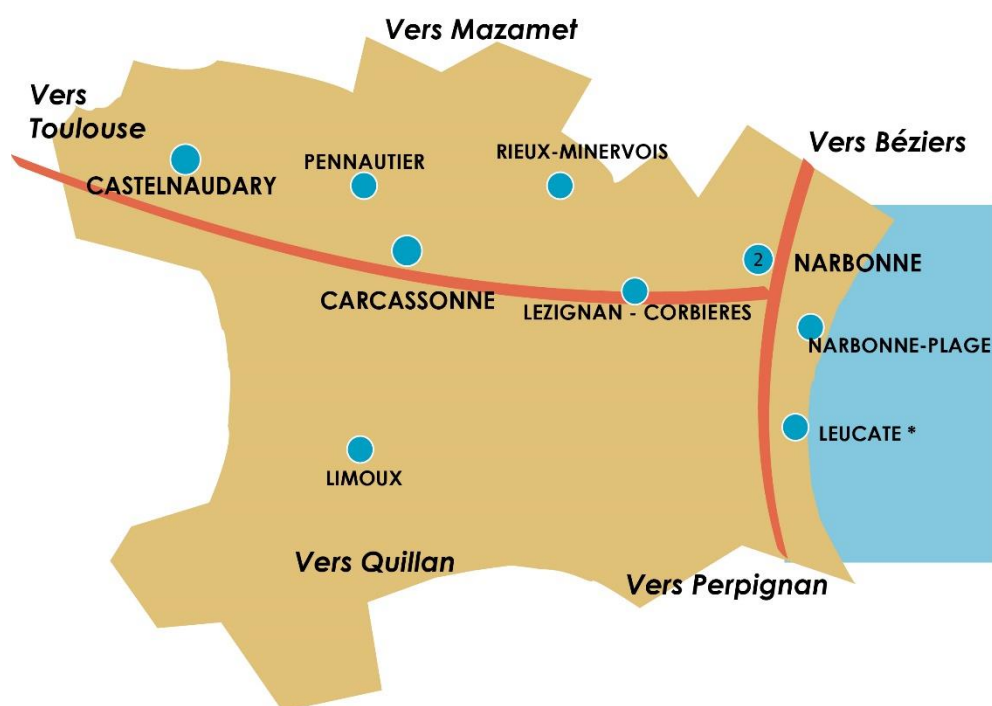 Vers Mazamet
Vers
Toulouse
Vers Béziers
RIEUX-MINERVOIS
PENNAUTIER
CASTELNAUDARY
2
NARBONNE
CARCASSONNE
LEZIGNAN - CORBIERES
NARBONNE-PLAGE
LEUCATE *
LIMOUX
Vers Quillan
Vers Perpignan